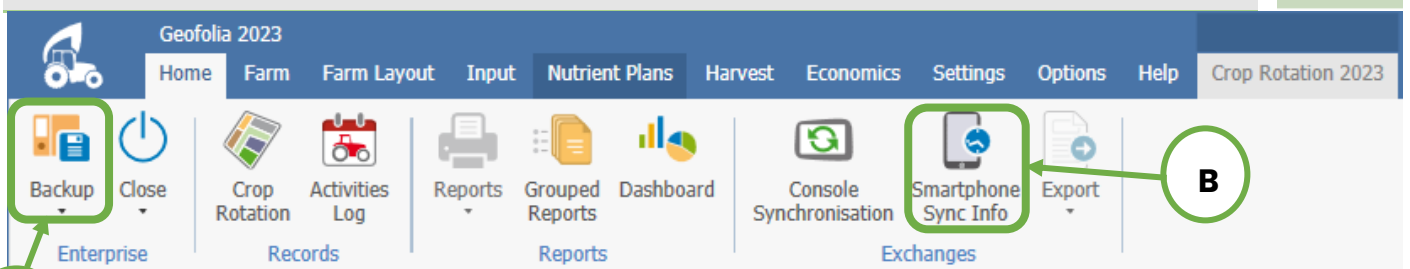 Geofolia 2023
Home Farm Farm Layout Input Nutrient Plans Harvest Economics Settings Options Help Crop Rotation 2023
Backup Close Crop Rotation Activities Log Reports Grouped Reports Dashboard Console Synchronisation Smartphone Sync Info Export
B
Enterprise Records Reports Exchanges